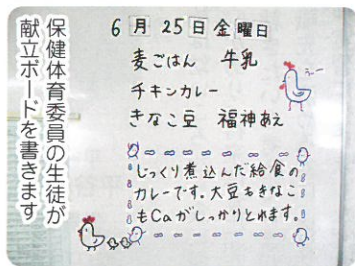 保健体育委員の生徒が
献立ボードを書きます
6月25日金曜日
麦ごはん 牛乳
チキンカレー
きなこ豆 福神あえ
じっくり煮込んだ給食の
カレーです。大豆もきなこ
もCaがしっかりとれます。